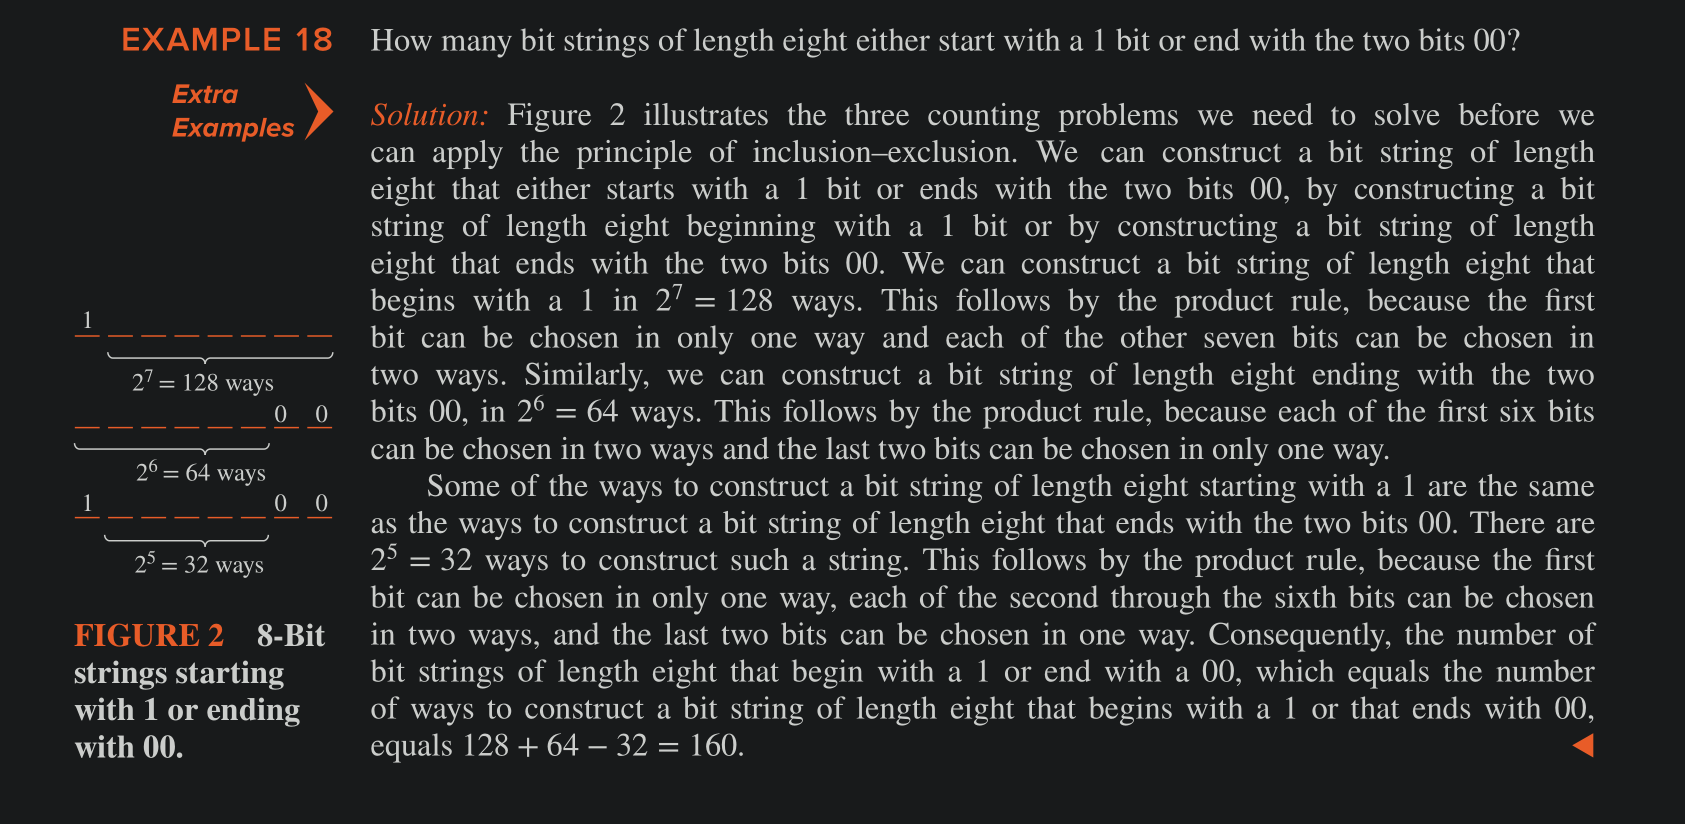 EXAMPLE 18 How many bit strings of length eight either start with a 1 bit or end with the two bits 00?
Extra
Examples
Solution: Figure 2 illustrates the three counting problems we need to solve before we
can apply the principle of inclusion–exclusion. We can construct a bit string of length
eight that either starts with a 1 bit or ends with the two bits 00, by constructing a bit
string of length eight beginning with a 1 bit or by constructing a bit string of length
eight that ends with the two bits 00. We can construct a bit string of length eight that
begins with a 1 in 2⁷ = 128 ways. This follows by the product rule, because the first
bit can be chosen in only one way and each of the other seven bits can be chosen in
two ways. Similarly, we can construct a bit string of length eight ending with the two
bits 00, in 2⁶ = 64 ways. This follows by the product rule, because each of the first six bits
can be chosen in two ways and the last two bits can be chosen in only one way.
Some of the ways to construct a bit string of length eight starting with a 1 are the same
as the ways to construct a bit string of length eight that ends with the two bits 00. There are
2⁵ = 32 ways to construct such a string. This follows by the product rule, because the first
bit can be chosen in only one way, each of the second through the sixth bits can be chosen
in two ways, and the last two bits can be chosen in one way. Consequently, the number of
bit strings of length eight that begin with a 1 or end with a 00, which equals the number
of ways to construct a bit string of length eight that begins with a 1 or that ends with 00,
equals 128 + 64 − 32 = 160.
1
2⁷ = 128 ways
0 0
2⁶ = 64 ways
1 0 0
2⁵ = 32 ways
FIGURE 2 8-Bit
strings starting
with 1 or ending
with 00.